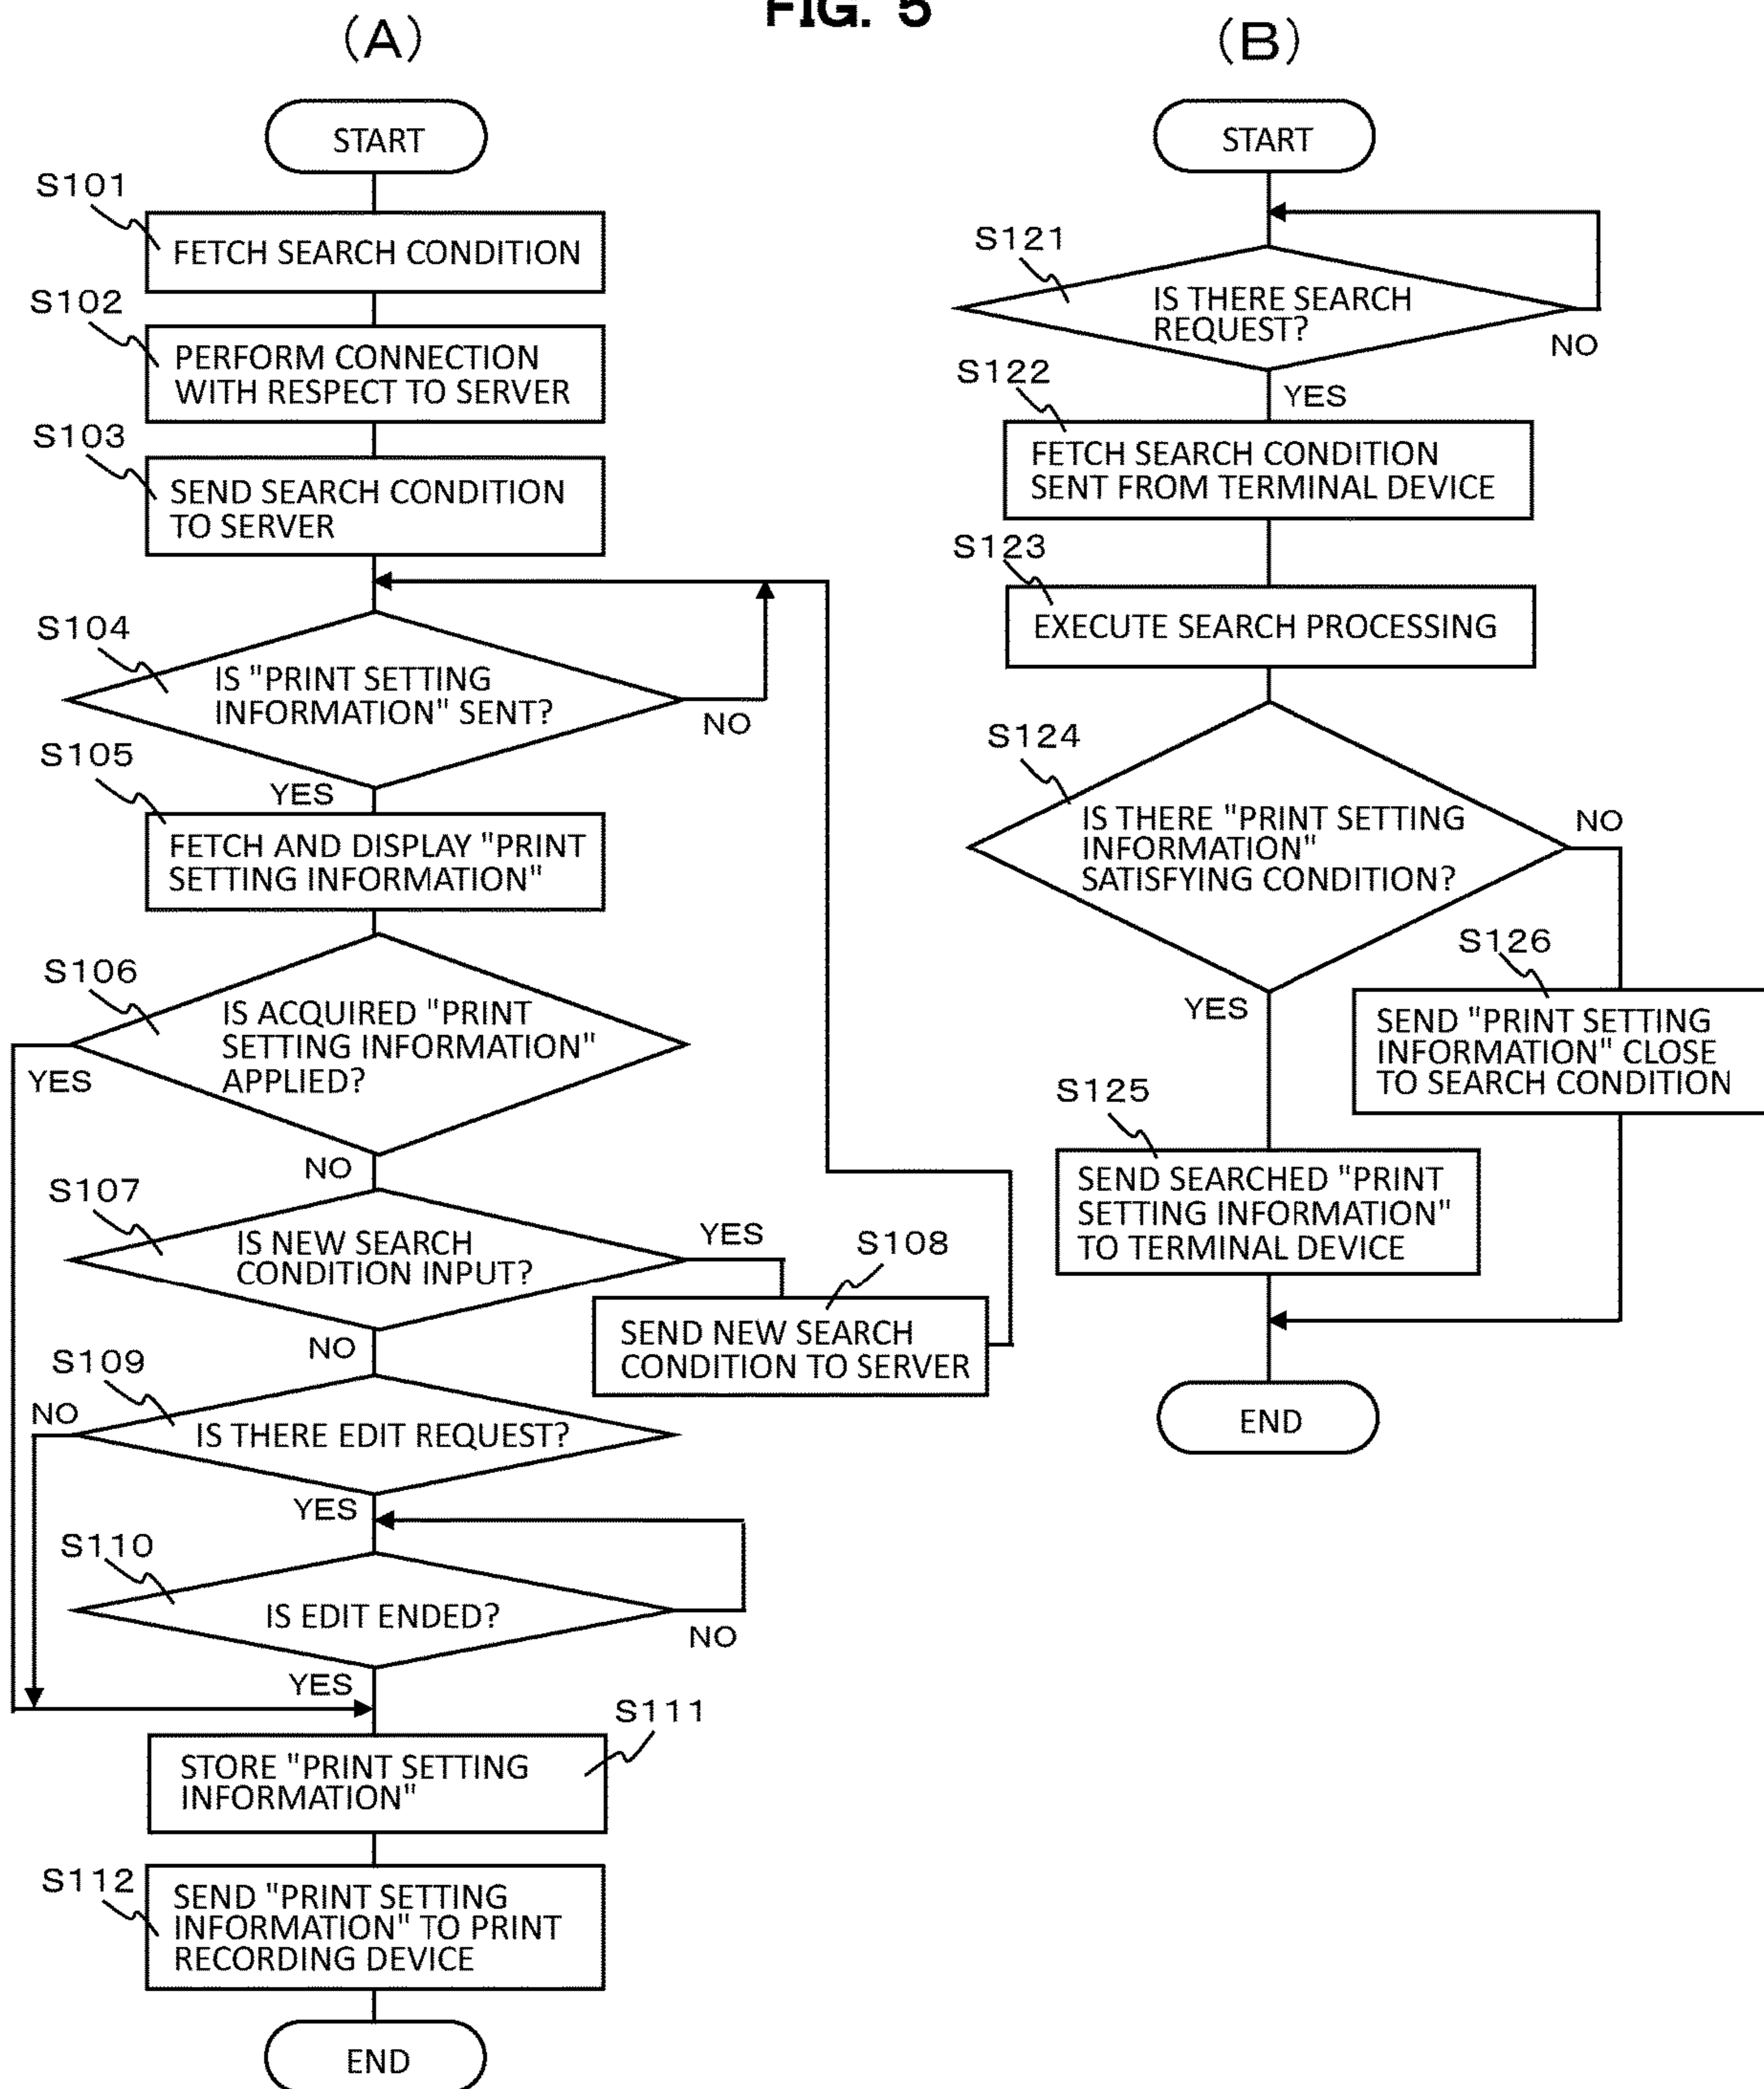 FIG. 5
(A)
START
S101
FETCH SEARCH CONDITION
S102
PERFORM CONNECTION
WITH RESPECT TO SERVER
S103
SEND SEARCH CONDITION
TO SERVER
S104
IS "PRINT SETTING
INFORMATION" SENT?
NO
YES
S105
FETCH AND DISPLAY "PRINT
SETTING INFORMATION"
S106
IS ACQUIRED "PRINT
SETTING INFORMATION"
APPLIED?
YES
NO
S107
IS NEW SEARCH
CONDITION INPUT?
YES
S108
SEND NEW SEARCH
CONDITION TO SERVER
NO
S109
NO
IS THERE EDIT REQUEST?
YES
S110
IS EDIT ENDED?
NO
YES
S111
STORE "PRINT SETTING
INFORMATION"
S112
SEND "PRINT SETTING
INFORMATION" TO PRINT
RECORDING DEVICE
END
(B)
START
S121
IS THERE SEARCH
REQUEST?
NO
YES
S122
FETCH SEARCH CONDITION
SENT FROM TERMINAL DEVICE
S123
EXECUTE SEARCH PROCESSING
S124
IS THERE "PRINT SETTING
INFORMATION"
SATISFYING CONDITION?
NO
YES
S126
SEND "PRINT SETTING
INFORMATION" CLOSE
TO SEARCH CONDITION
S125
SEND SEARCHED "PRINT
SETTING INFORMATION"
TO TERMINAL DEVICE
END